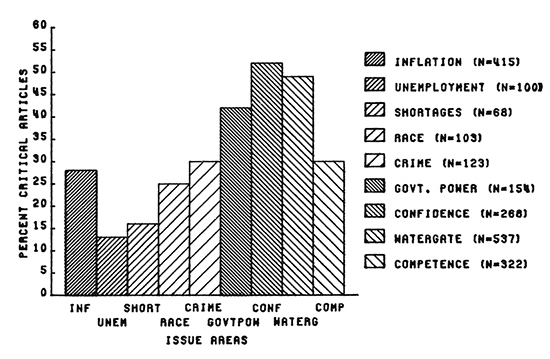 60
55
50
45
40
35
30
25
20
15
10
5
0
PERCENT CRITICAL ARTICLES
INF SHORT CRIME CONF COMP
UNEM RACE GOVTPOW WATERG
ISSUE AREAS
INFLATION (N=415)
UNEMPLOYMENT (N=100)
SHORTAGES (N=68)
RACE (N=103)
CRIME (N=123)
GOVT. POWER (N=154)
CONFIDENCE (N=268)
WATERGATE (N=537)
COMPETENCE (N=322)